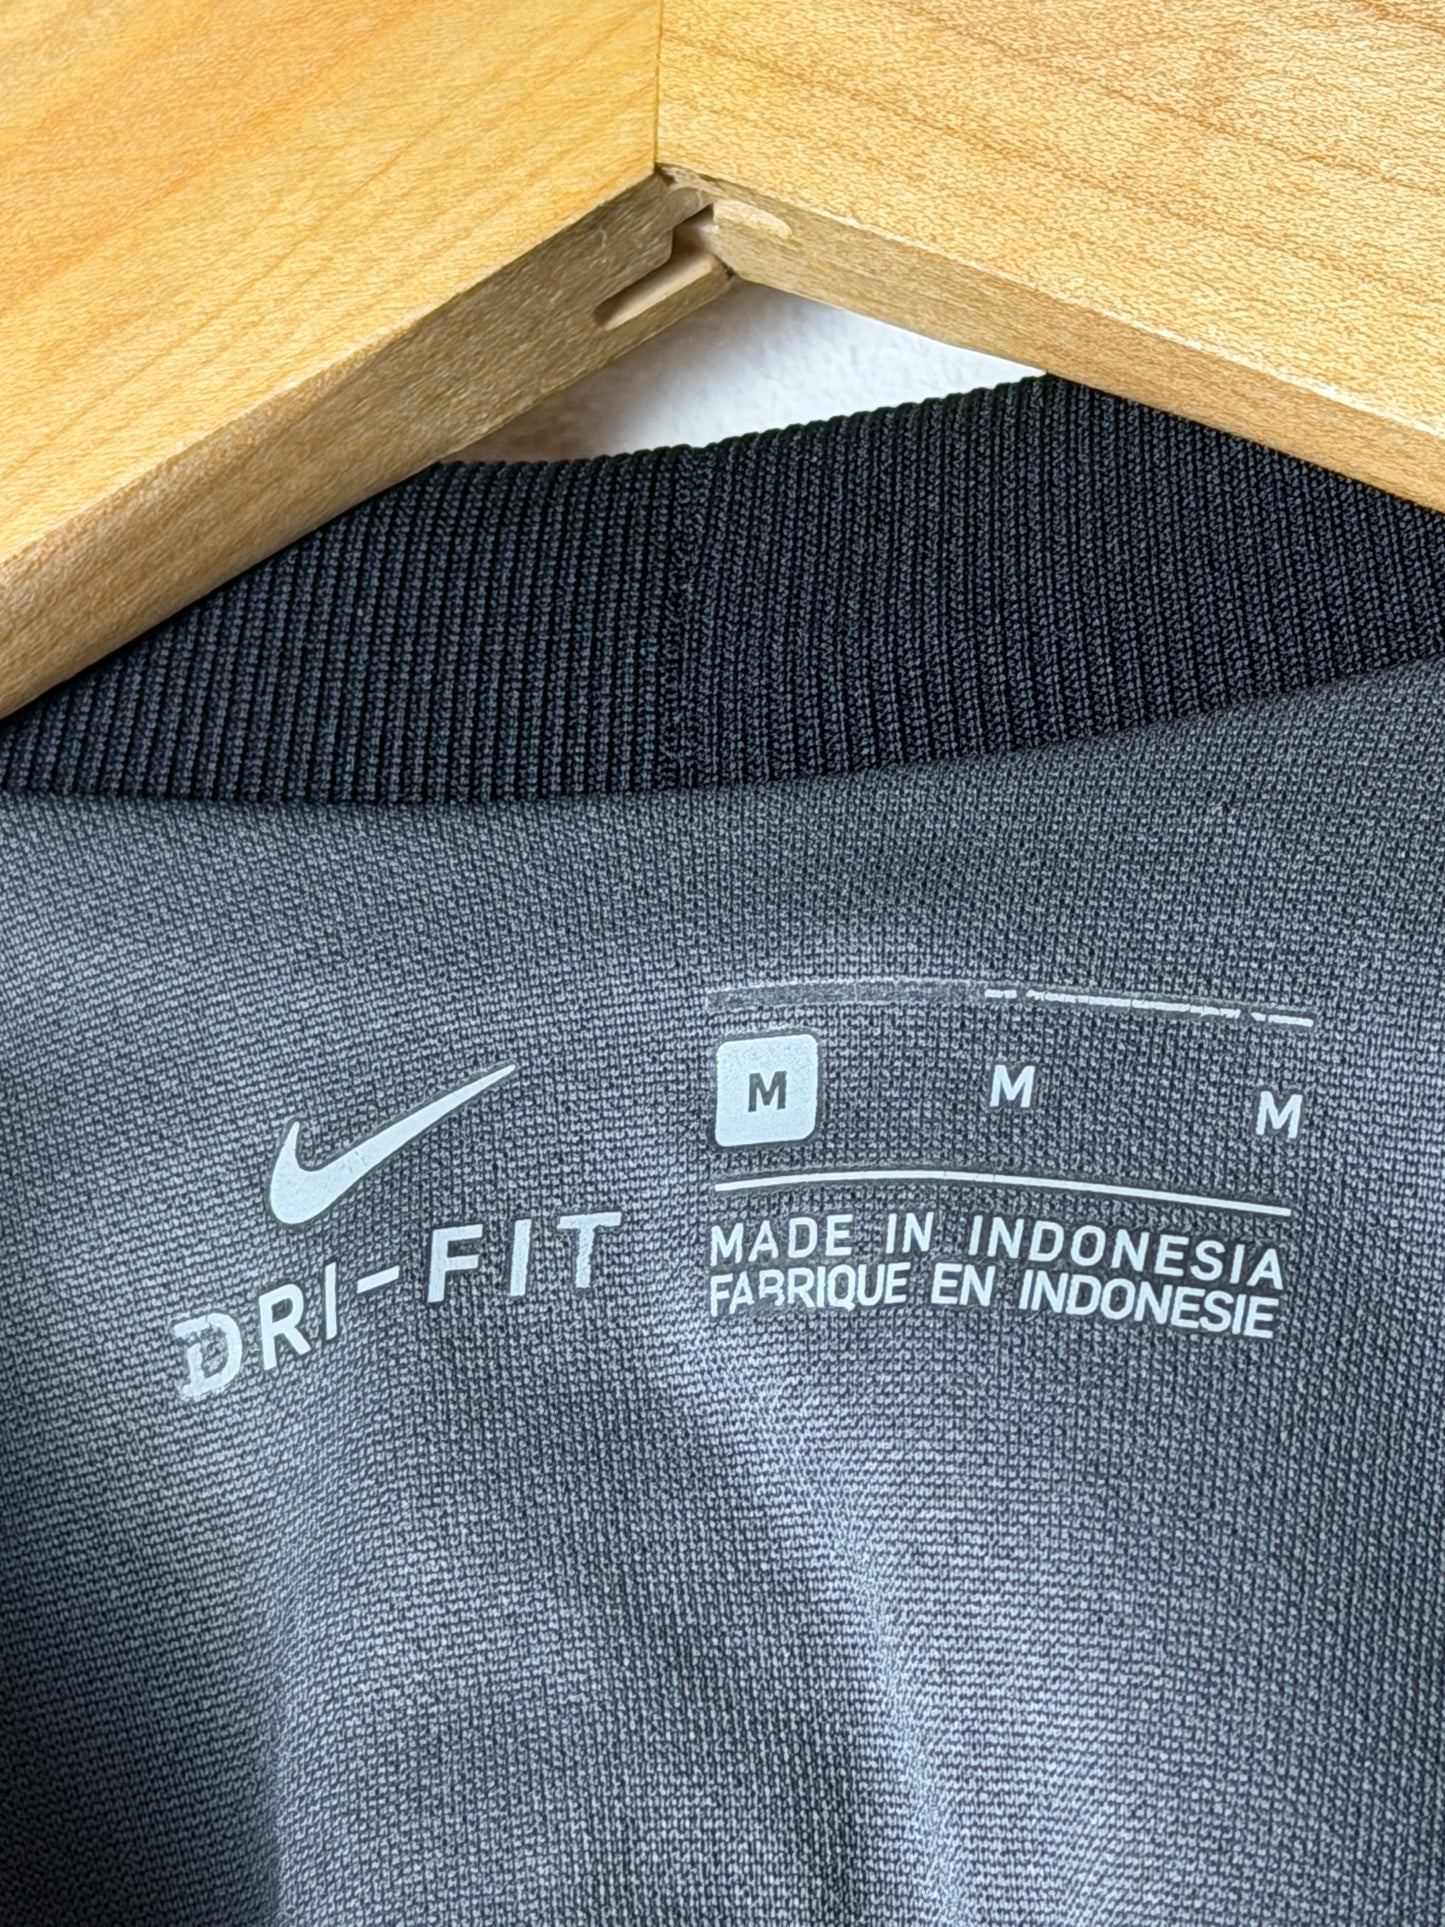 DRI-FIT
M M M
MADE IN INDONESIA
FABRIQUE EN INDONESIE